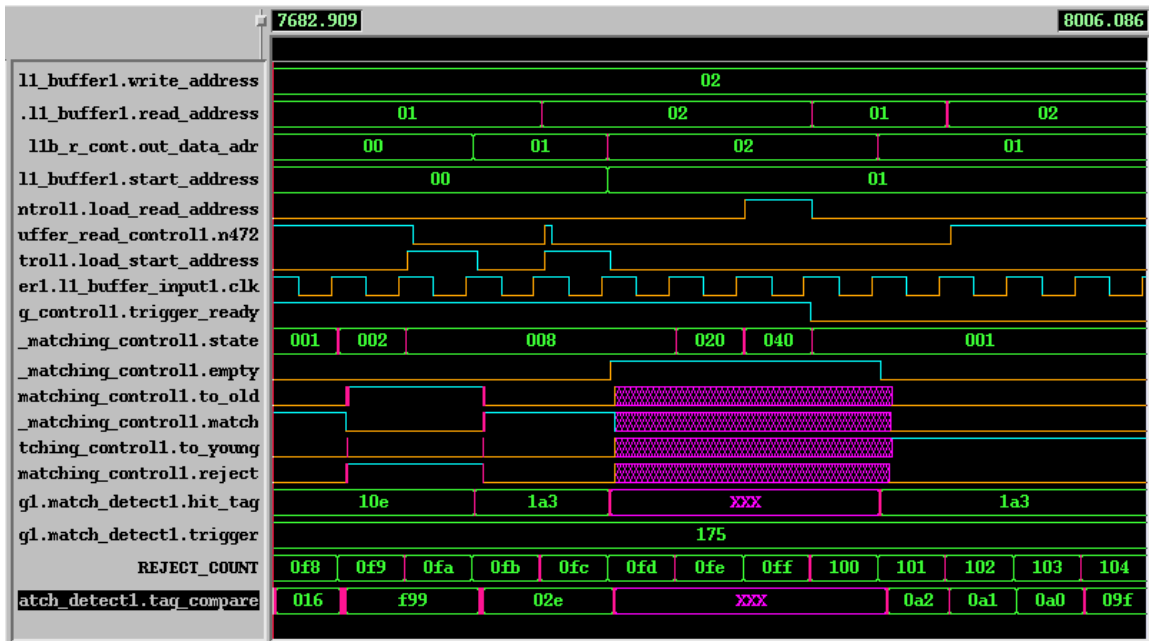 7682.909 8006.086
l1_buffer1.write_address 02
.l1_buffer1.read_address 01 02 01 02
l1b_r_cont.out_data_adr 00 01 02 01
l1_buffer1.start_address 00 01
ntrol1.load_read_address
uffer_read_control1.n472
trol1.load_start_address
er1.l1_buffer_input1.clk
g_control1.trigger_ready
_matching_control1.state 001 002 008 020 040 001
_matching_control1.empty
matching_control1.to_old
_matching_control1.match
tching_control1.to_young
matching_control1.reject
g1.match_detect1.hit_tag 10e 1a3 XXX 1a3
g1.match_detect1.trigger 175
REJECT_COUNT 0f8 0f9 0fa 0fb 0fc 0fd 0fe 0ff 100 101 102 103 104
atch_detect1.tag_compare 016 f99 02e XXX 0a2 0a1 0a0 09f